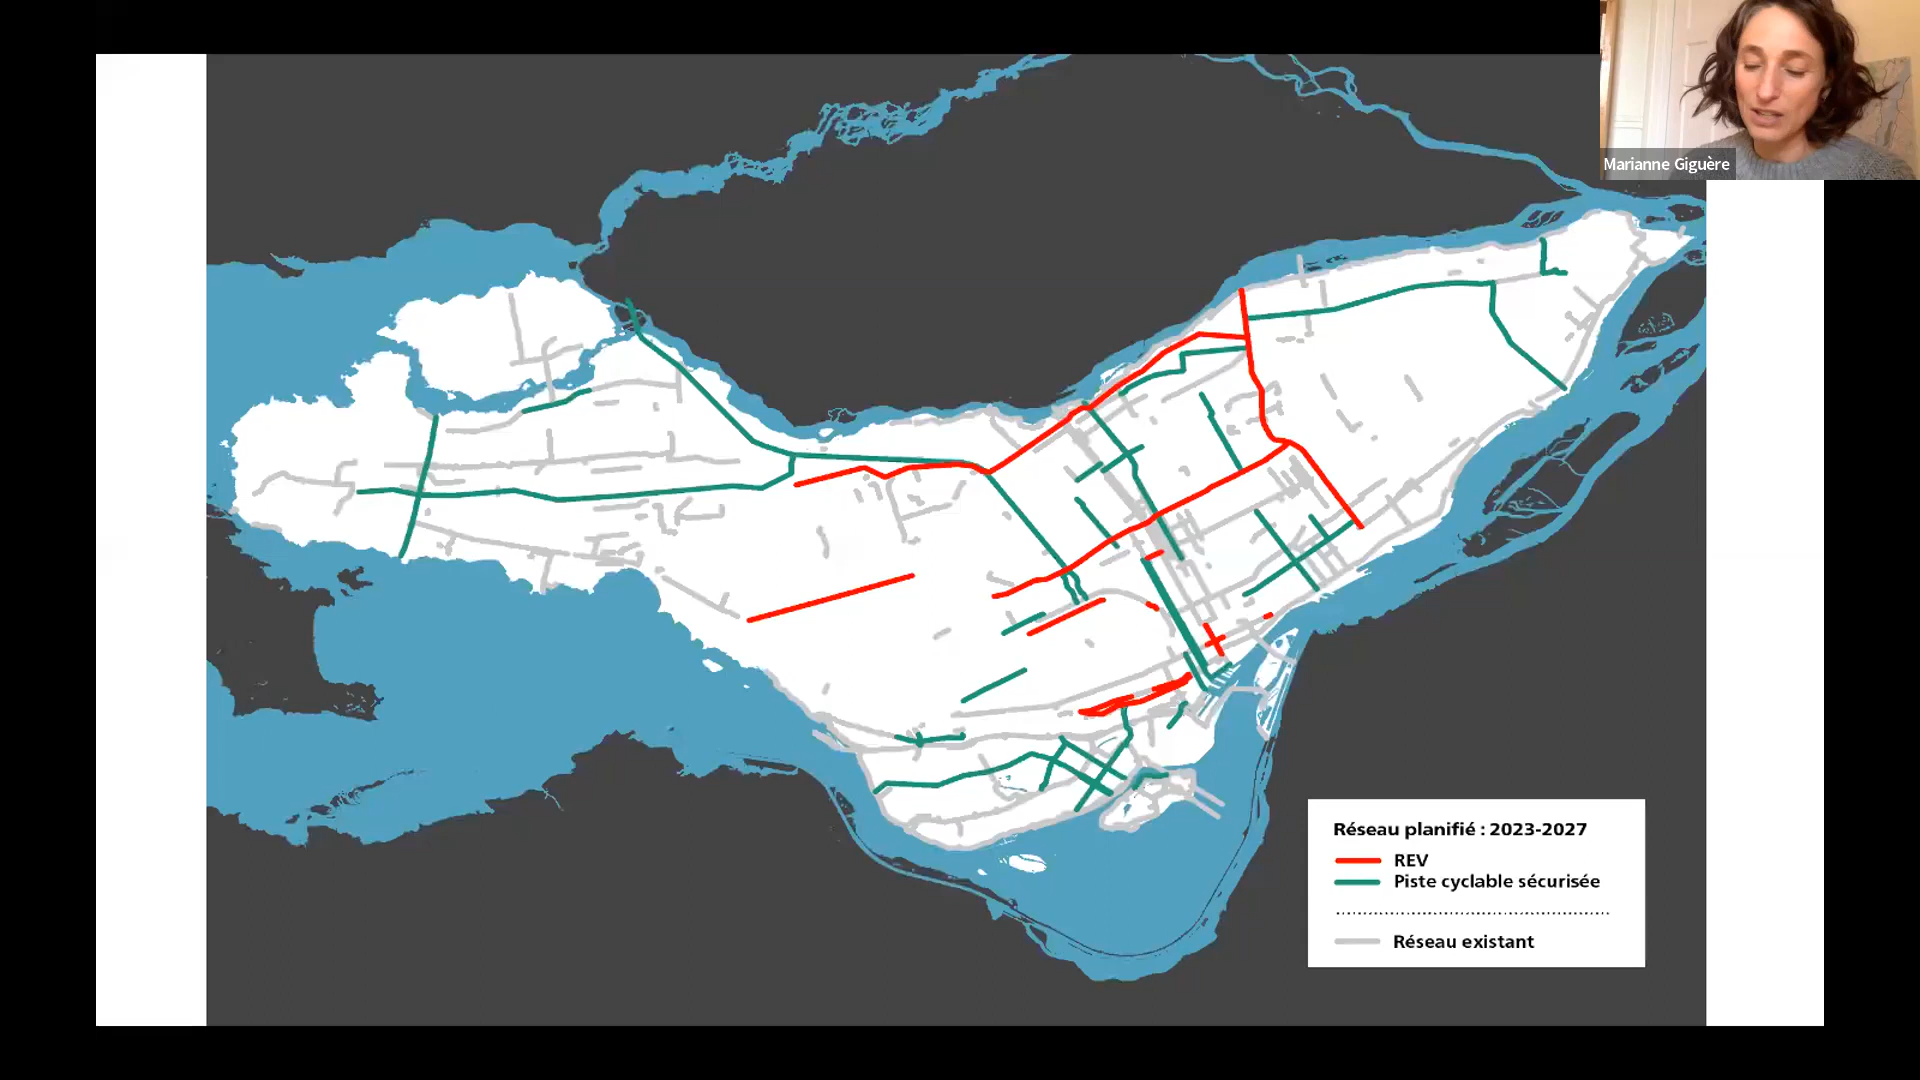 Marianne Giguère
Réseau planifié : 2023-2027
REV
Piste cyclable sécurisée
Réseau existant